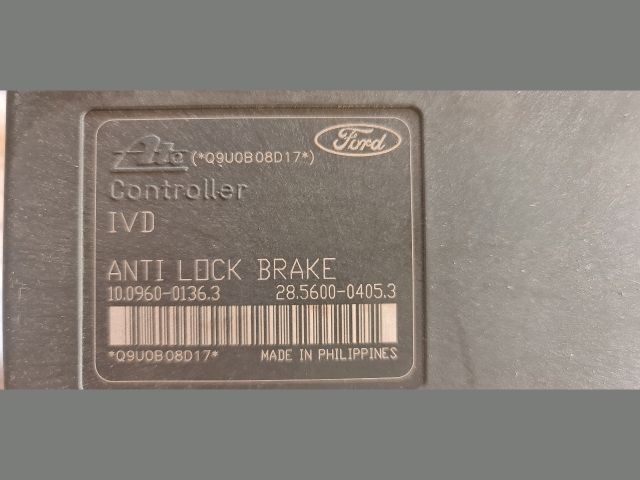 Ate (*Q9U0B08D17*) Ford
Controller
IVD
ANTI LOCK BRAKE
10.0960-0136.3 28.5600-0405.3
*Q9U0B08D17* MADE IN PHILIPPINES